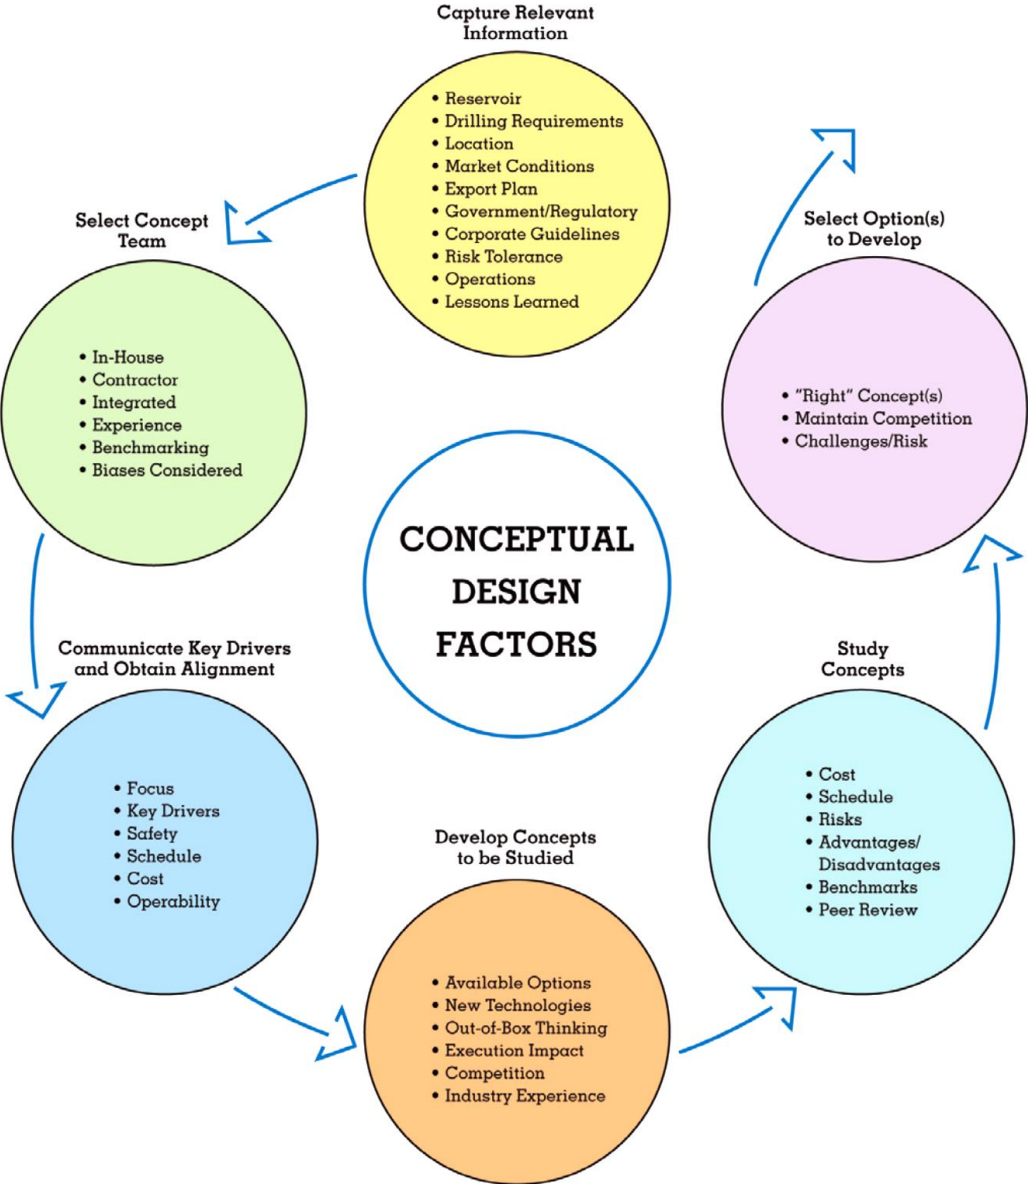 Capture Relevant
Information
• Reservoir
• Drilling Requirements
• Location
• Market Conditions
• Export Plan
• Government/Regulatory
• Corporate Guidelines
• Risk Tolerance
• Operations
• Lessons Learned
Select Concept
Team
• In-House
• Contractor
• Integrated
• Experience
• Benchmarking
• Biases Considered
Communicate Key Drivers
and Obtain Alignment
• Focus
• Key Drivers
• Safety
• Schedule
• Cost
• Operability
Develop Concepts
to be Studied
• Available Options
• New Technologies
• Out-of-Box Thinking
• Execution Impact
• Competition
• Industry Experience
Study
Concepts
• Cost
• Schedule
• Risks
• Advantages/
Disadvantages
• Benchmarks
• Peer Review
Select Option(s)
to Develop
• "Right" Concept(s)
• Maintain Competition
• Challenges/Risk
CONCEPTUAL
DESIGN
FACTORS